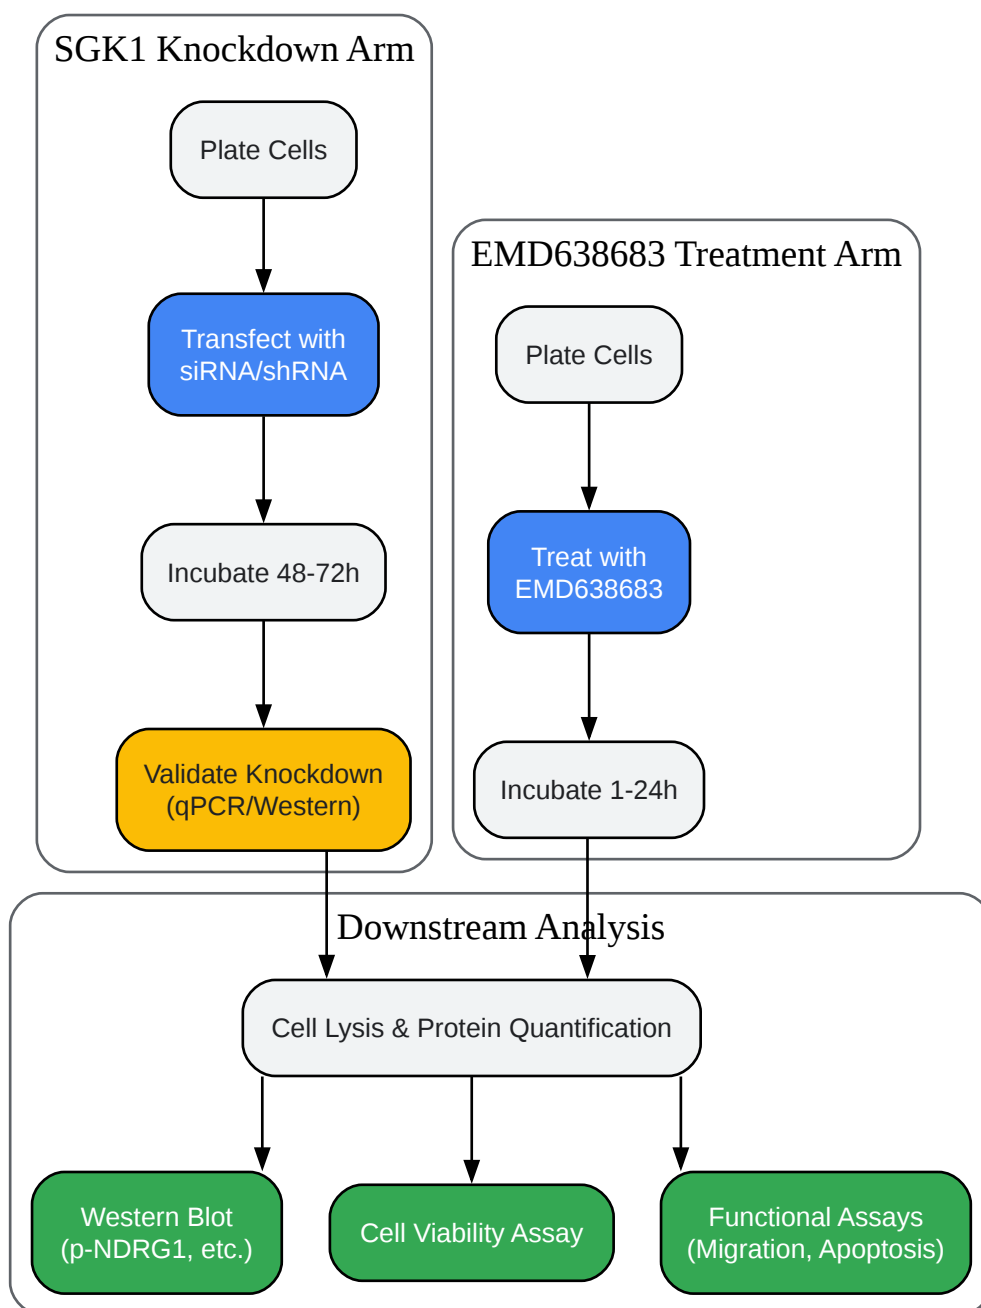 SGK1 Knockdown Arm
Plate Cells
Transfect with
siRNA/shRNA
Incubate 48-72h
Validate Knockdown
(qPCR/Western)
EMD638683 Treatment Arm
Plate Cells
Treat with
EMD638683
Incubate 1-24h
Downstream Analysis
Cell Lysis & Protein Quantification
Western Blot
(p-NDRG1, etc.)
Cell Viability Assay
Functional Assays
(Migration, Apoptosis)